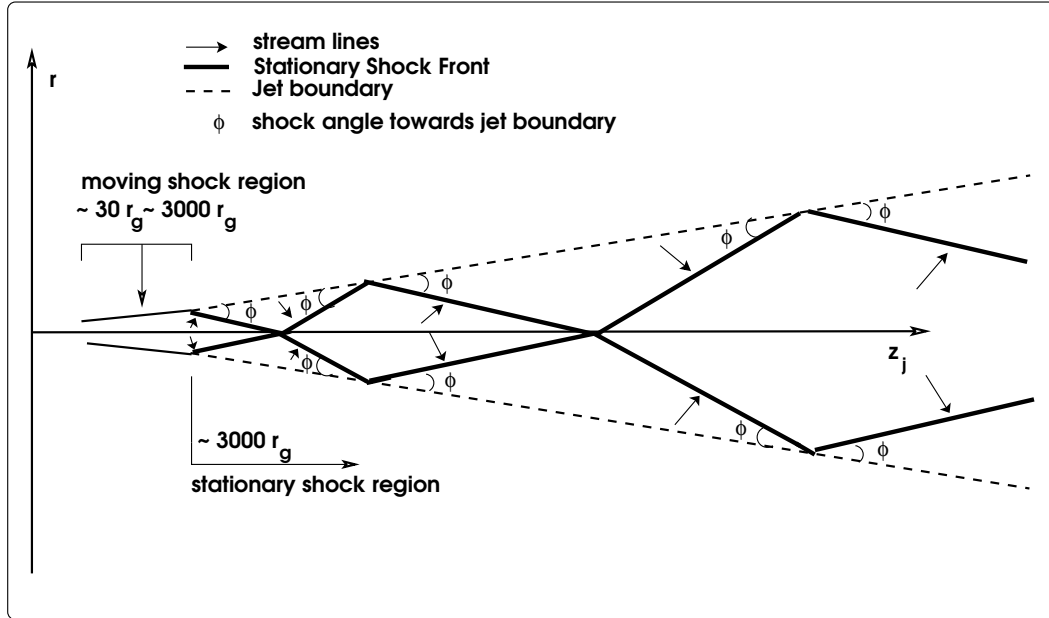 stream lines
Stationary Shock Front
Jet boundary
ϕ shock angle towards jet boundary
r
moving shock region
~ 30 r_g ~ 3000 r_g
ϕ
ϕ
ϕ
ϕ
ϕ
ϕ
ϕ
ϕ
ϕ
ϕ
z_j
~ 3000 r_g
stationary shock region